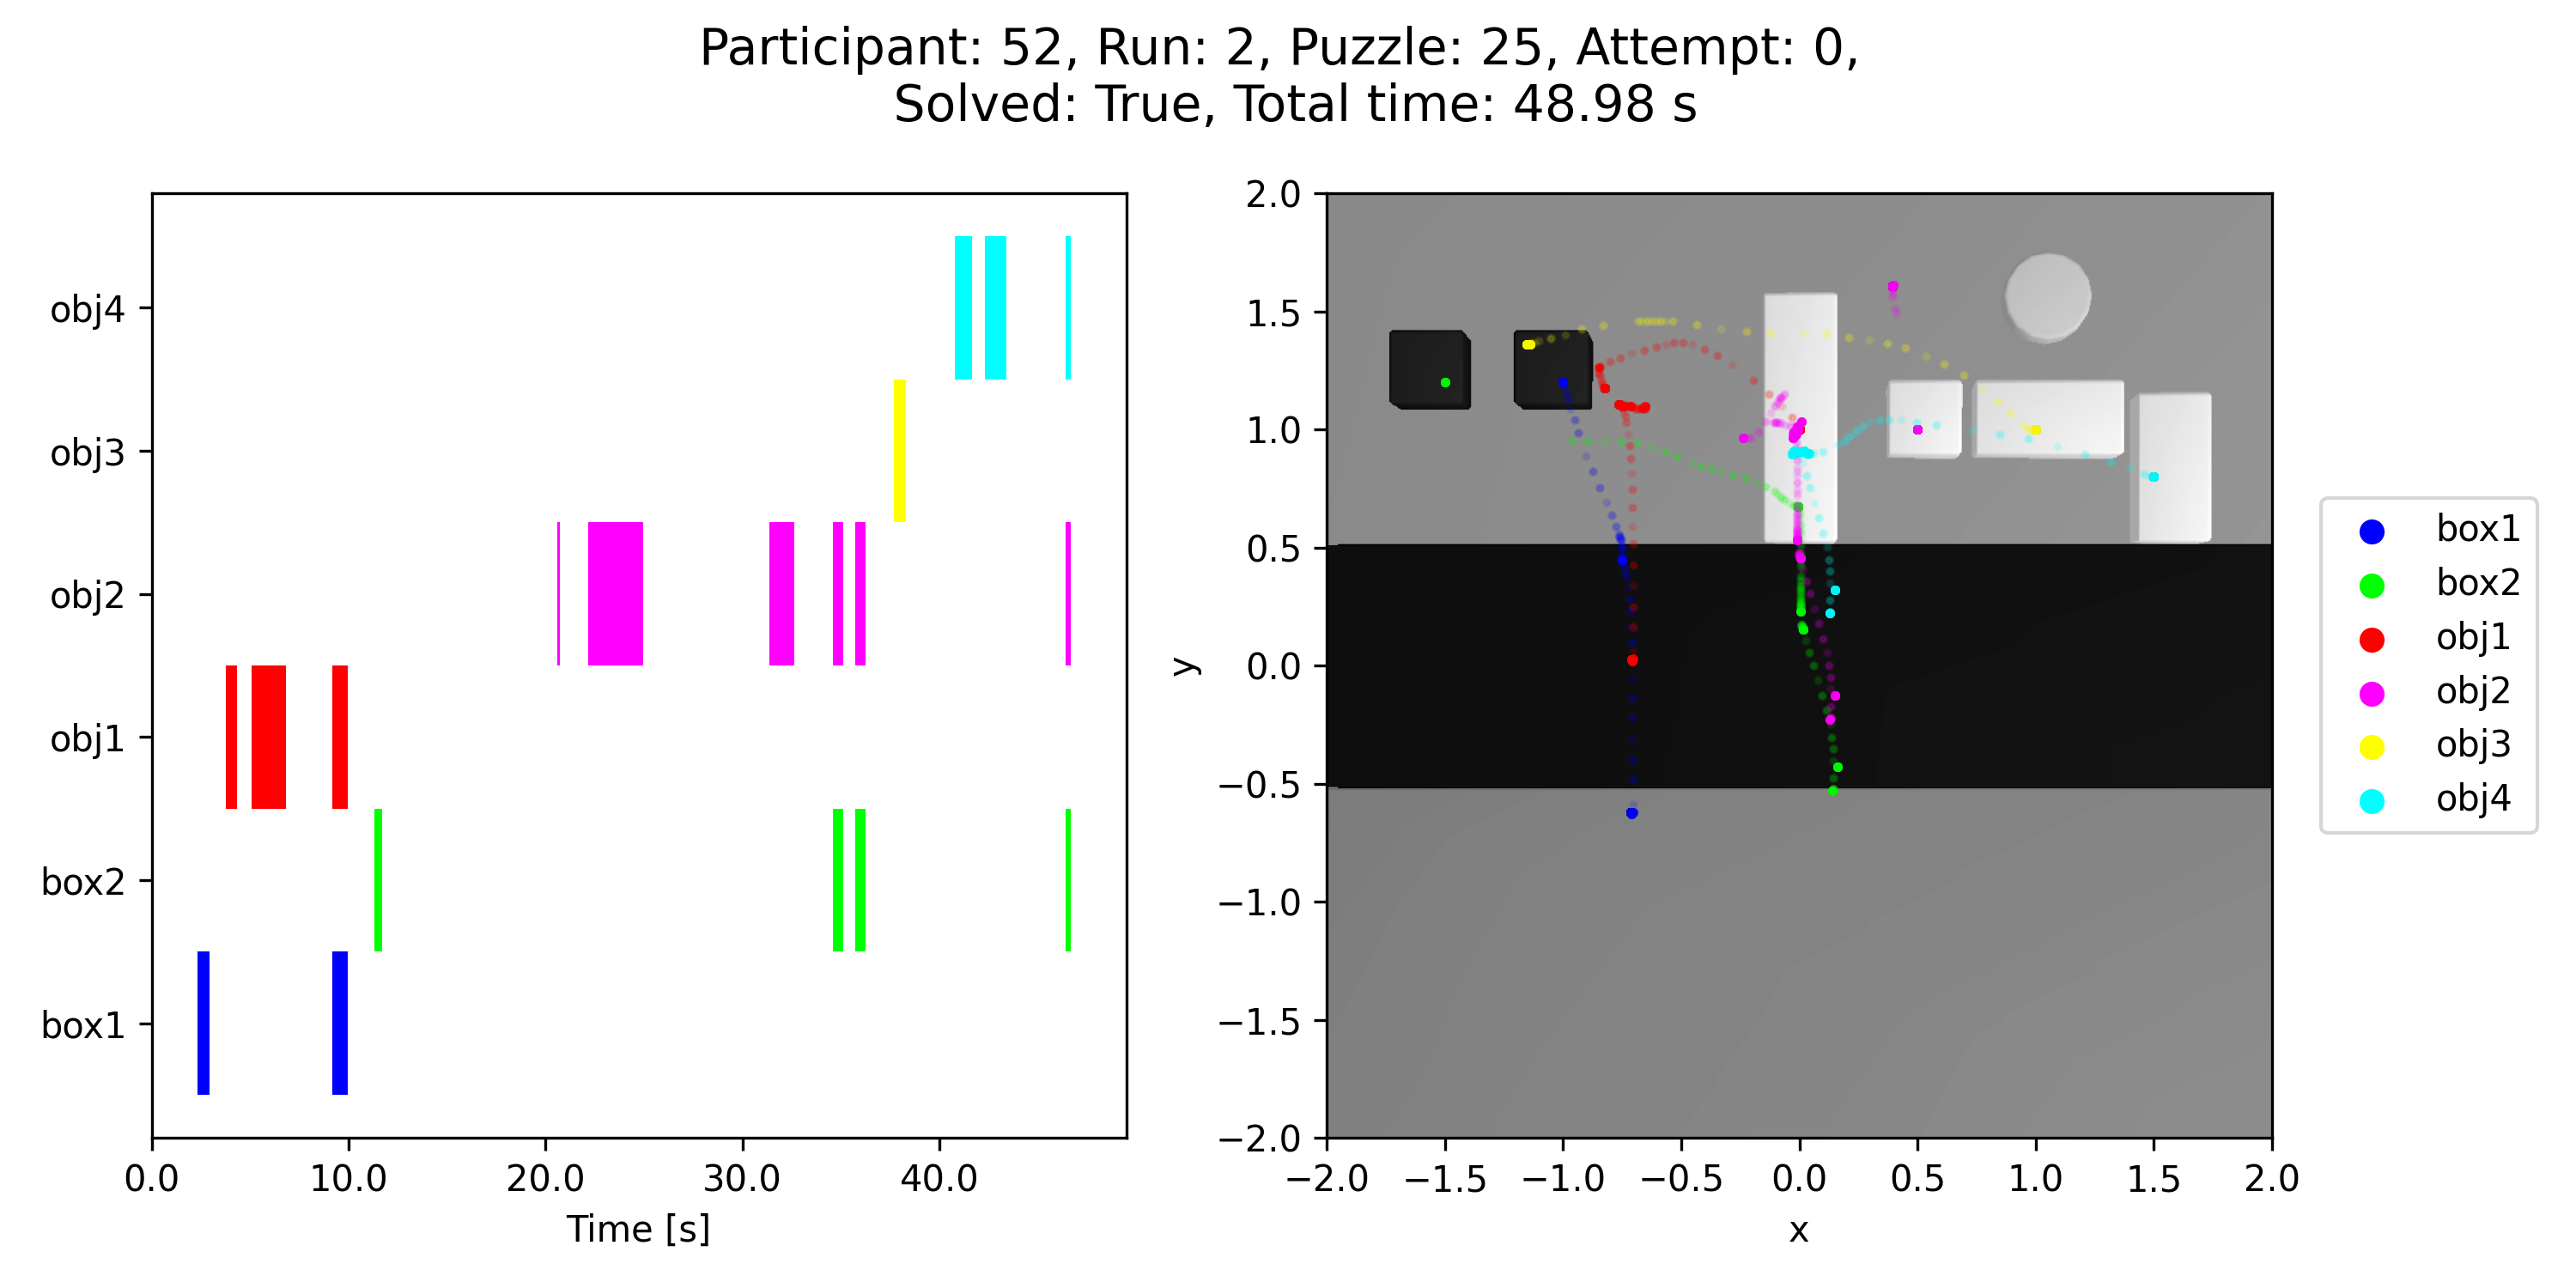 Participant: 52, Run: 2, Puzzle: 25, Attempt: 0,
Solved: True, Total time: 48.98 s
obj4
obj3
obj2
obj1
box2
box1
0.0 10.0 20.0 30.0 40.0
Time [s]
2.0
1.5
1.0
0.5
0.0
−0.5
−1.0
−1.5
−2.0
y
−2.0 −1.5 −1.0 −0.5 0.0 0.5 1.0 1.5 2.0
x
box1
box2
obj1
obj2
obj3
obj4